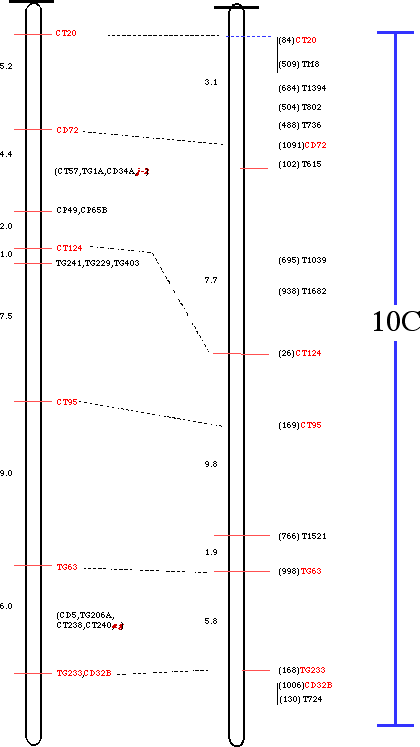 CT20
5.2
CD72
4.4
(CT57,TG1A,CD34A,j-2)
CP49,CP65B
2.0
CT124
1.0
TG241,TG229,TG403
7.5
CT95
9.0
TG63
6.0
(CD5,TG206A,
CT238,CT240,
TG233,CD32B
(84)CT20
(509) TM8
3.1
(684) T1394
(504) T802
(488) T736
(1091)CD72
(102) T615
(695) T1039
7.7
(938) T1682
(26) CT124
(169)CT95
9.8
(766) T1521
1.9
(998) TG63
5.8
(168)TG233
(1006)CD32B
(130) T724
10C